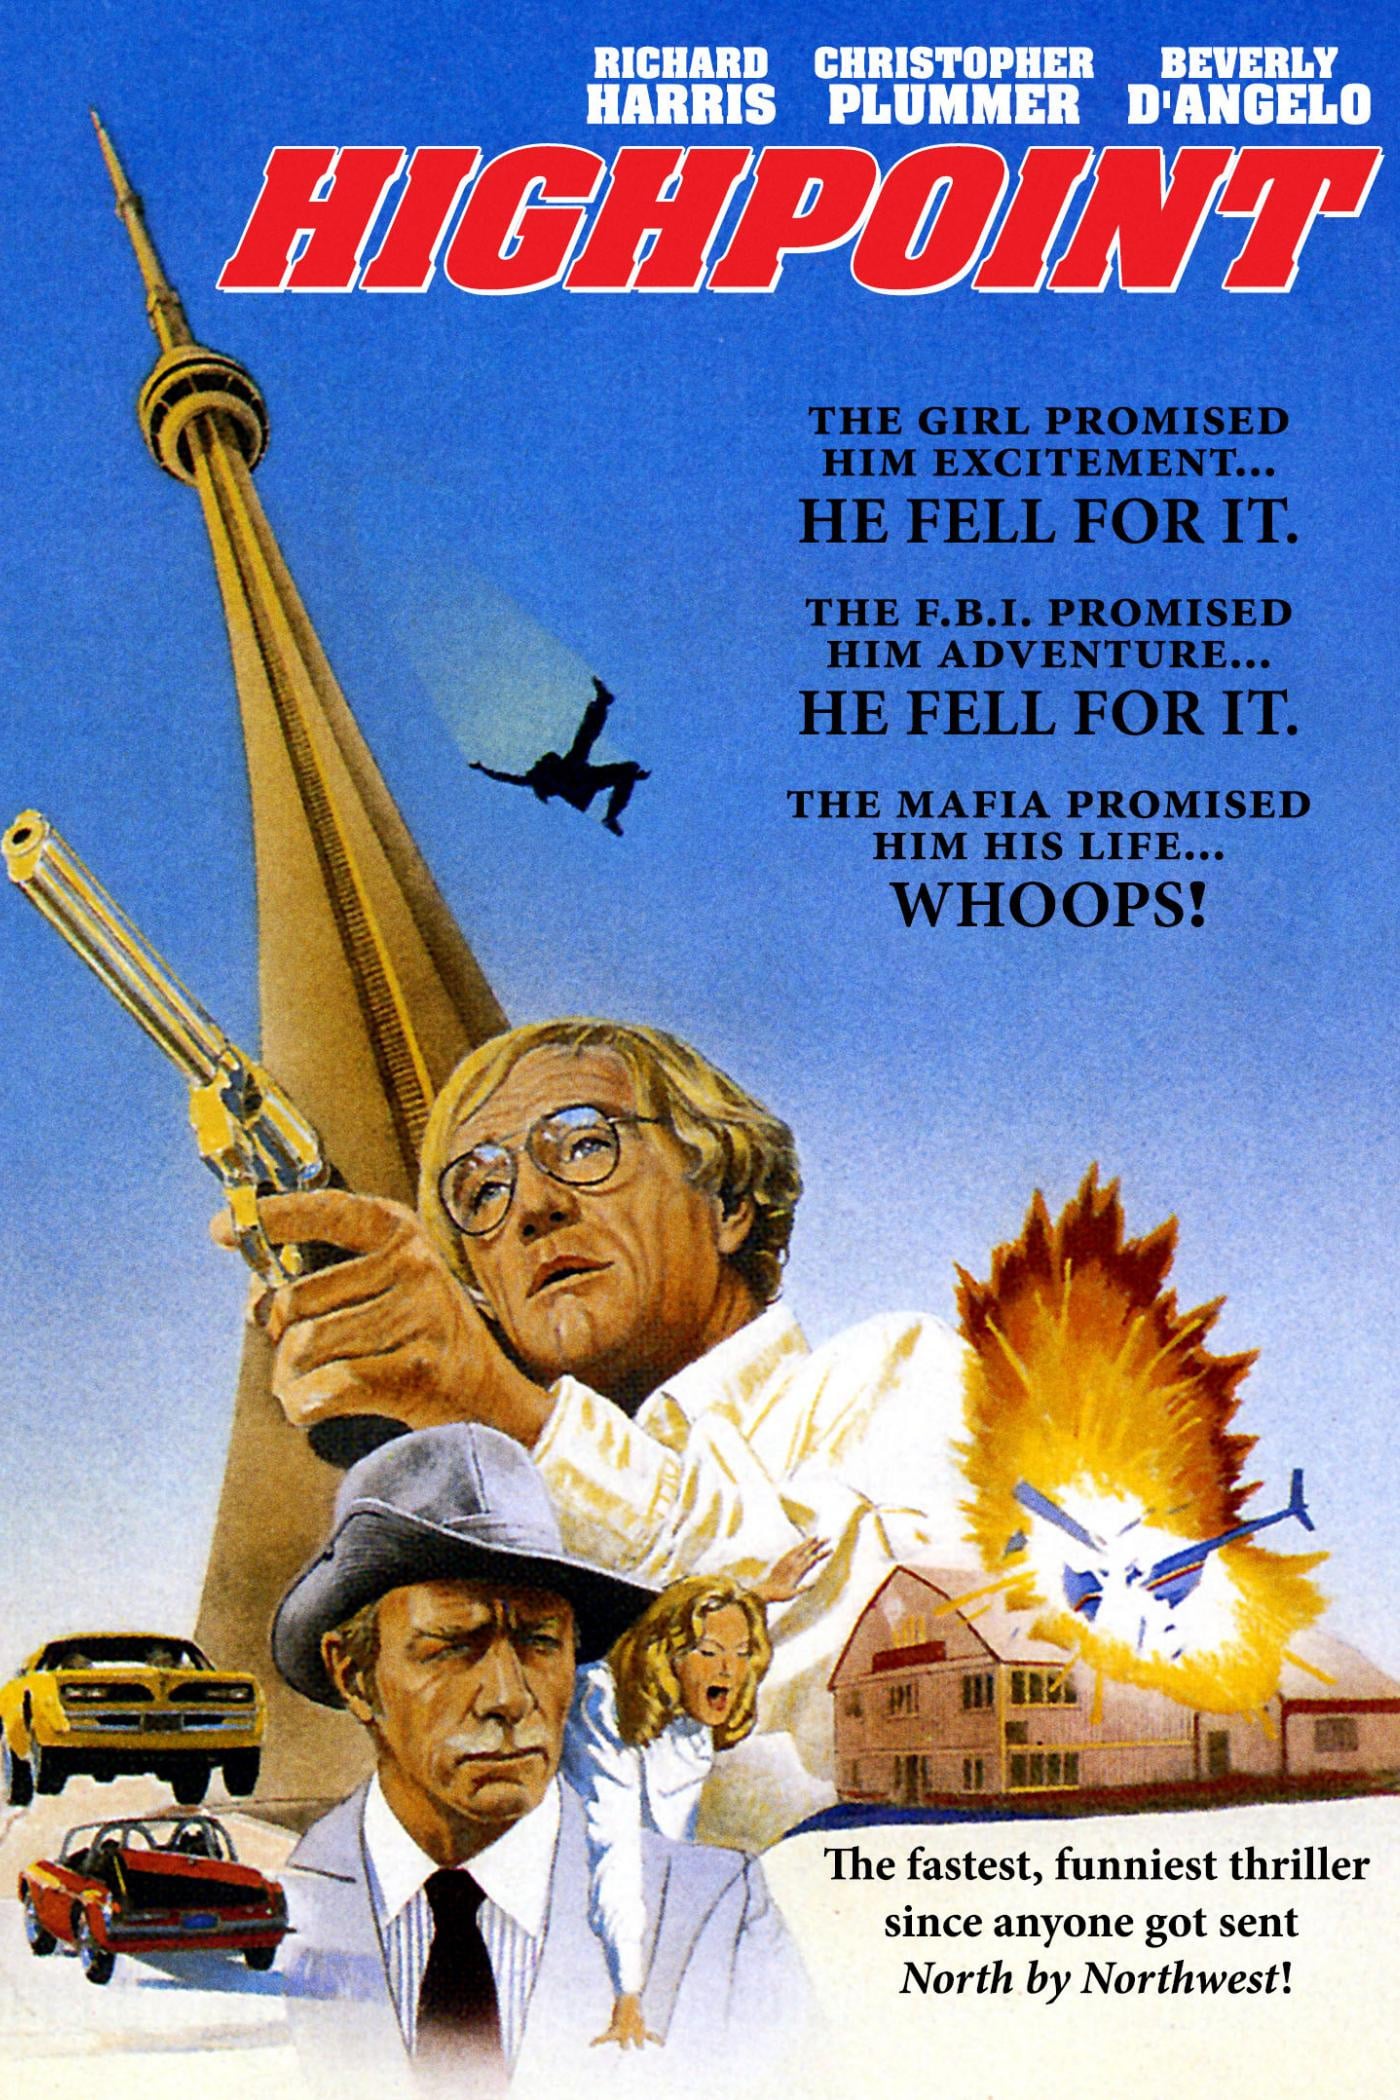 RICHARD HARRIS CHRISTOPHER PLUMMER BEVERLY D'ANGELO
HIGHPOINT
THE GIRL PROMISED
HIM EXCITEMENT...
HE FELL FOR IT.
THE F.B.I. PROMISED
HIM ADVENTURE...
HE FELL FOR IT.
THE MAFIA PROMISED
HIM HIS LIFE...
WHOOPS!
The fastest, funniest thriller
since anyone got sent
North by Northwest!